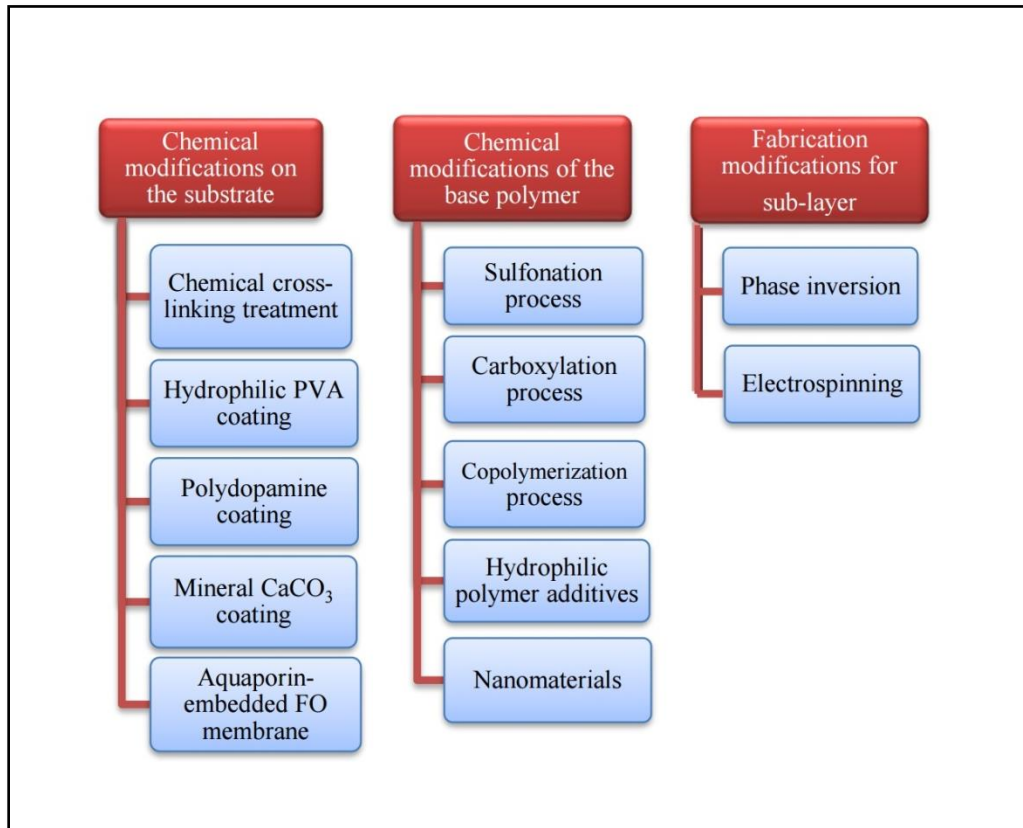 Chemical
modifications on
the substrate
Chemical cross-
linking treatment
Hydrophilic PVA
coating
Polydopamine
coating
Mineral CaCO₃
coating
Aquaporin-
embedded FO
membrane
Chemical
modifications of the
base polymer
Sulfonation
process
Carboxylation
process
Copolymerization
process
Hydrophilic
polymer additives
Nanomaterials
Fabrication
modifications for
sub-layer
Phase inversion
Electrospinning